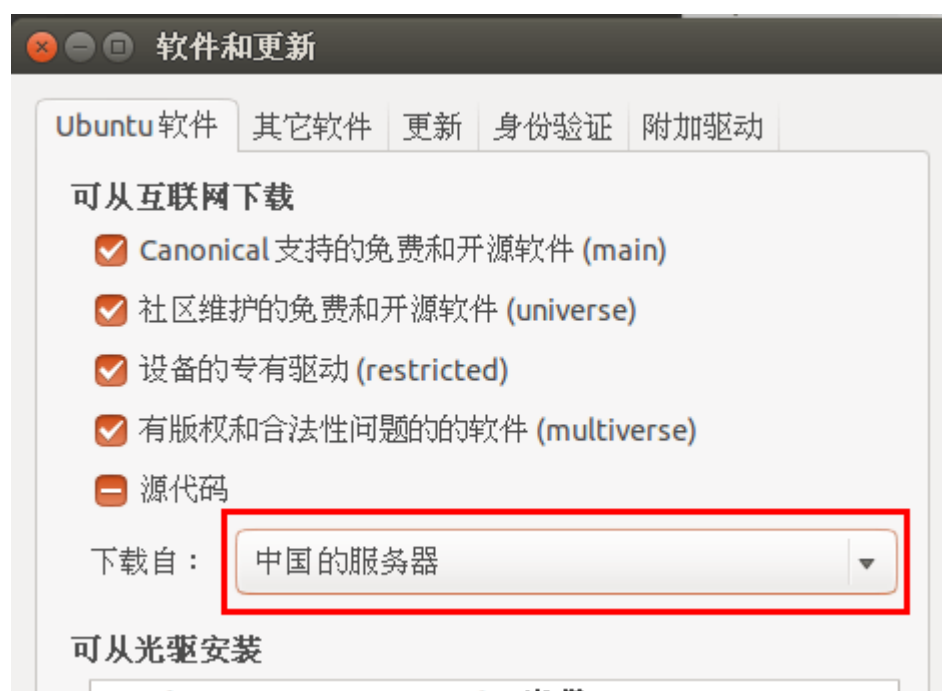 软件和更新
Ubuntu 软件 其它软件 更新 身份验证 附加驱动
可从互联网下载
Canonical 支持的免费和开源软件 (main)
社区维护的免费和开源软件 (universe)
设备的专有驱动 (restricted)
有版权和合法性问题的的软件 (multiverse)
源代码
下载自： 中国的服务器
可从光驱安装